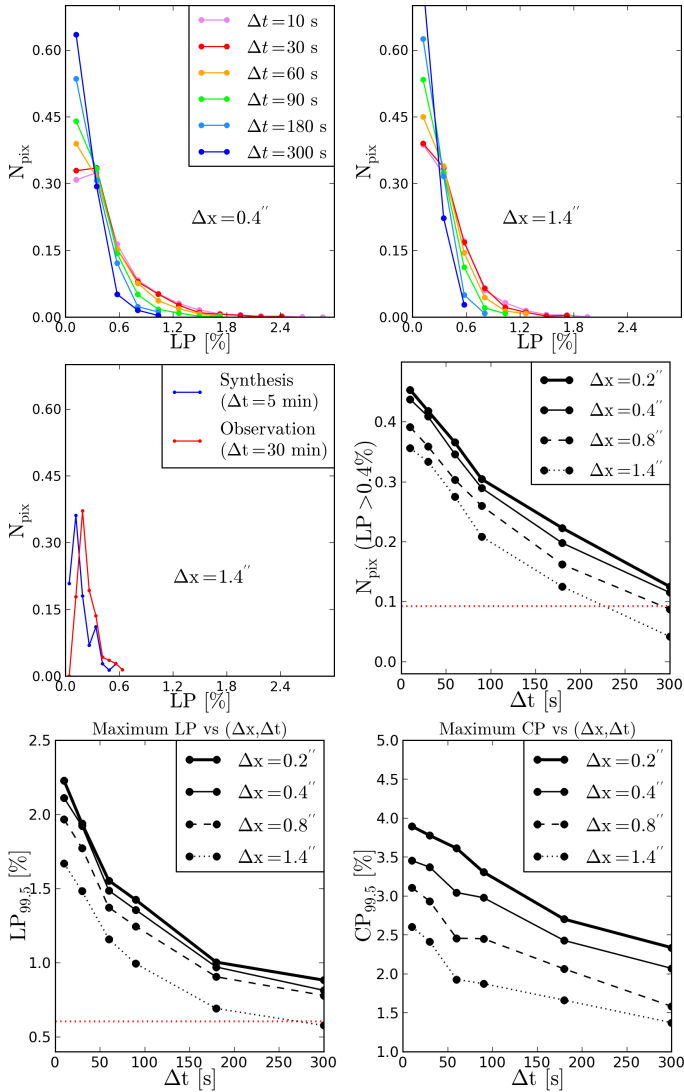 0.60
0.45
0.30
0.15
0.00
N_pix
Δt=10 s
Δt=30 s
Δt=60 s
Δt=90 s
Δt=180 s
Δt=300 s
Δx=0.4″
0.0 0.6 1.2 1.8 2.4
LP [%]
0.60
0.45
0.30
0.15
0.00
N_pix
Δx=1.4″
0.0 0.6 1.2 1.8 2.4
LP [%]
0.60
0.45
0.30
0.15
0.00
N_pix
Synthesis
(Δt=5 min)
Observation
(Δt=30 min)
Δx=1.4″
0.0 0.6 1.2 1.8 2.4
LP [%]
0.4
0.3
0.2
0.1
0.0
N_pix (LP >0.4%)
Δx=0.2″
Δx=0.4″
Δx=0.8″
Δx=1.4″
0 50 100 150 200 250 300
Δt [s]
Maximum LP vs (Δx,Δt)
2.5
2.0
1.5
1.0
0.5
LP_99.5 [%]
Δx=0.2″
Δx=0.4″
Δx=0.8″
Δx=1.4″
0 50 100 150 200 250 300
Δt [s]
Maximum CP vs (Δx,Δt)
5.0
4.5
4.0
3.5
3.0
2.5
2.0
1.5
1.0
CP_99.5 [%]
Δx=0.2″
Δx=0.4″
Δx=0.8″
Δx=1.4″
0 50 100 150 200 250 300
Δt [s]